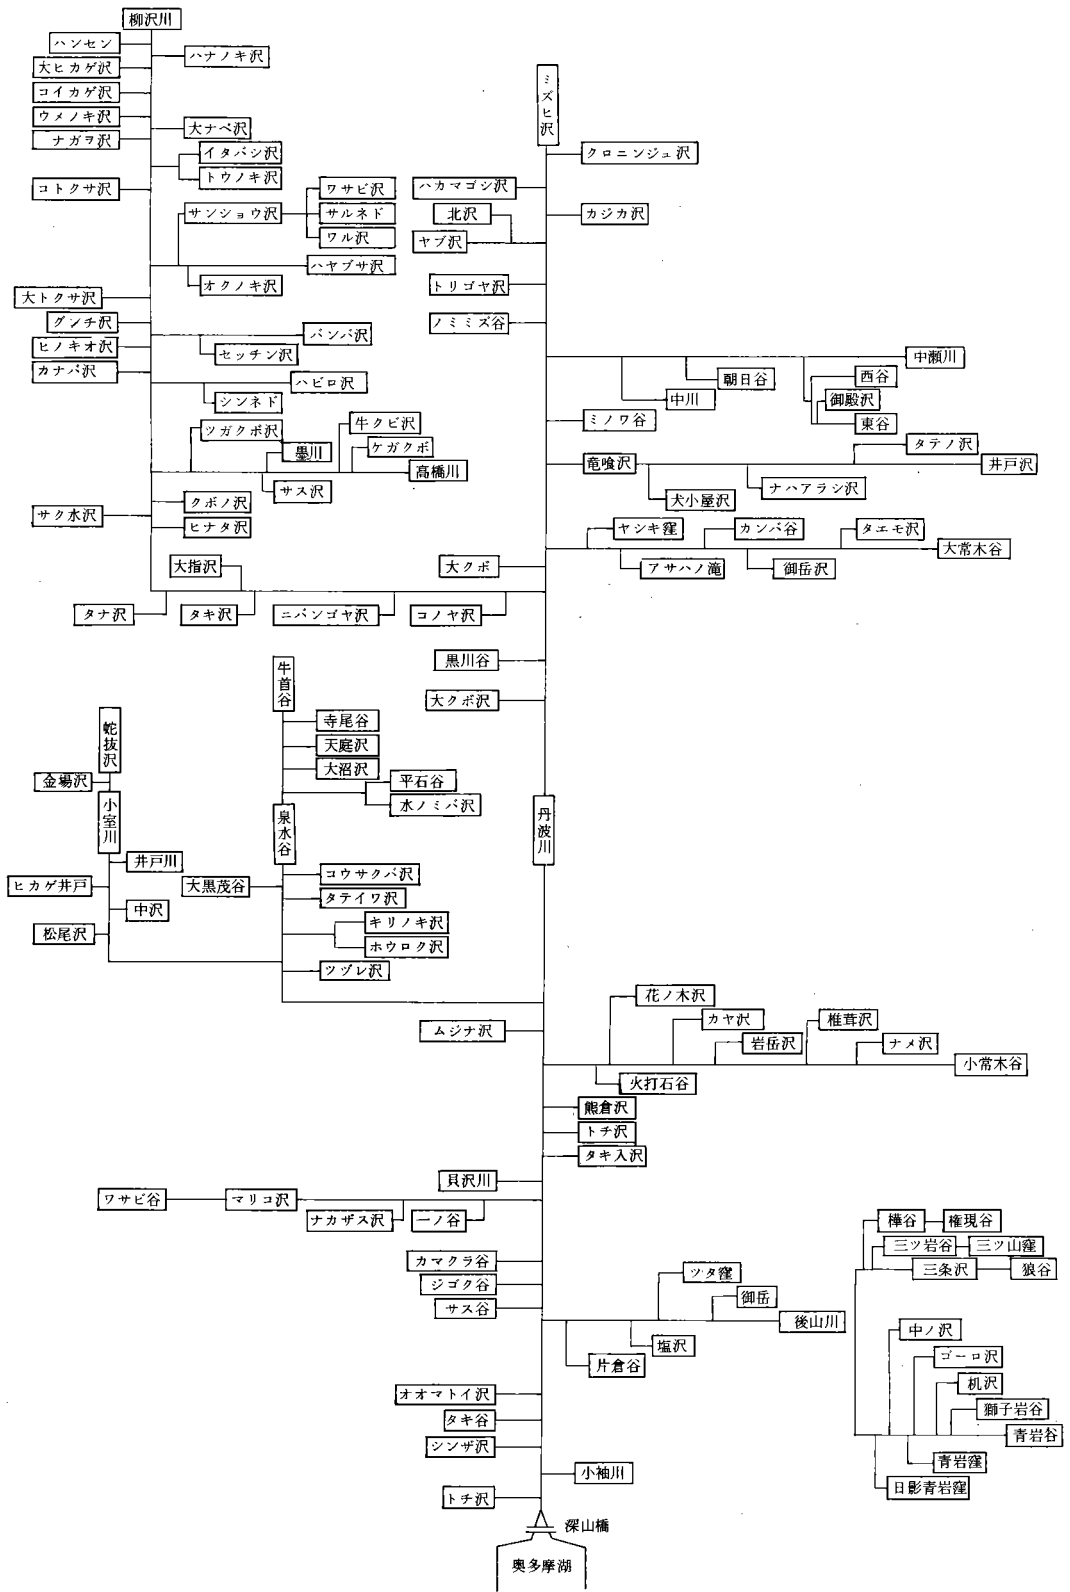 柳沢川
ハンセン
ハナノキ沢
大ヒカゲ沢
コイカゲ沢
ウメノキ沢
大ナベ沢
ナガヲ沢
イタバシ沢
トウノキ沢
コトクサ沢
サンショウ沢
ワサビ沢
サルネド
ワル沢
ハヤブサ沢
オクノキ沢
大トクサ沢
グンチ沢
バンバ沢
ヒノキオ沢
セッチン沢
カナバ沢
ハビロ沢
シンネド
ツガクボ沢
墨川
牛クビ沢
ケガクボ
高橋川
サス沢
クボノ沢
サク水沢
ヒナタ沢
大指沢
タナ沢
タキ沢
ニバンゴヤ沢
コノヤ沢
ミズヒ沢
クロニンジュ沢
ハカマゴシ沢
北沢
カジカ沢
ヤブ沢
トリゴヤ沢
ノミミズ谷
中瀬川
朝日谷
西谷
中川
御殿沢
東谷
ミノワ谷
タテノ沢
竜喰沢
井戸沢
犬小屋沢
ナハアラシ沢
ヤシキ窪
カンバ谷
タエモ沢
大常木谷
アサハノ滝
御岳沢
大クボ
黒川谷
大クボ沢
牛首谷
寺尾谷
天庭沢
大沼沢
平石谷
水ノミバ沢
蛇抜沢
金場沢
小室川
泉水谷
丹波川
井戸川
ヒカゲ井戸
大黒茂谷
コウサクバ沢
タテイワ沢
中沢
松尾沢
キリノキ沢
ホウロク沢
ツヅレ沢
花ノ木沢
ムジナ沢
カヤ沢
椎茸沢
岩岳沢
ナメ沢
小常木谷
火打石谷
熊倉沢
トチ沢
タキ入沢
貝沢川
ワサビ谷
マリコ沢
ナカザス沢
一ノ谷
カマクラ谷
ジゴク谷
サス谷
ツタ窪
御岳
後山川
塩沢
片倉谷
樺谷
権現谷
三ツ岩谷
三ツ山窪
三条沢
狼谷
中ノ沢
ゴーロ沢
机沢
獅子岩谷
青岩谷
青岩窪
日影青岩窪
オオマトイ沢
タキ谷
シンザ沢
小袖川
トチ沢
深山橋
奥多摩湖